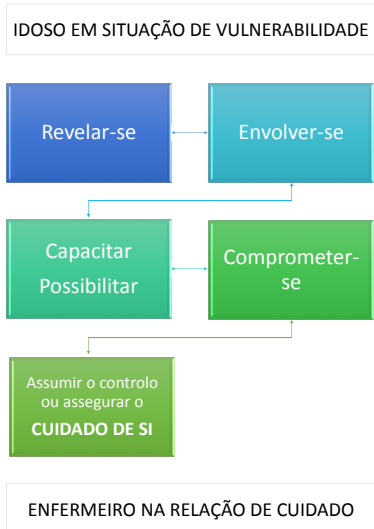 IDOSO EM SITUAÇÃO DE VULNERABILIDADE
Revelar-se
Envolver-se
Capacitar
Possibilitar
Comprometer-
se
Assumir o controlo
ou assegurar o
CUIDADO DE SI
ENFERMEIRO NA RELAÇÃO DE CUIDADO